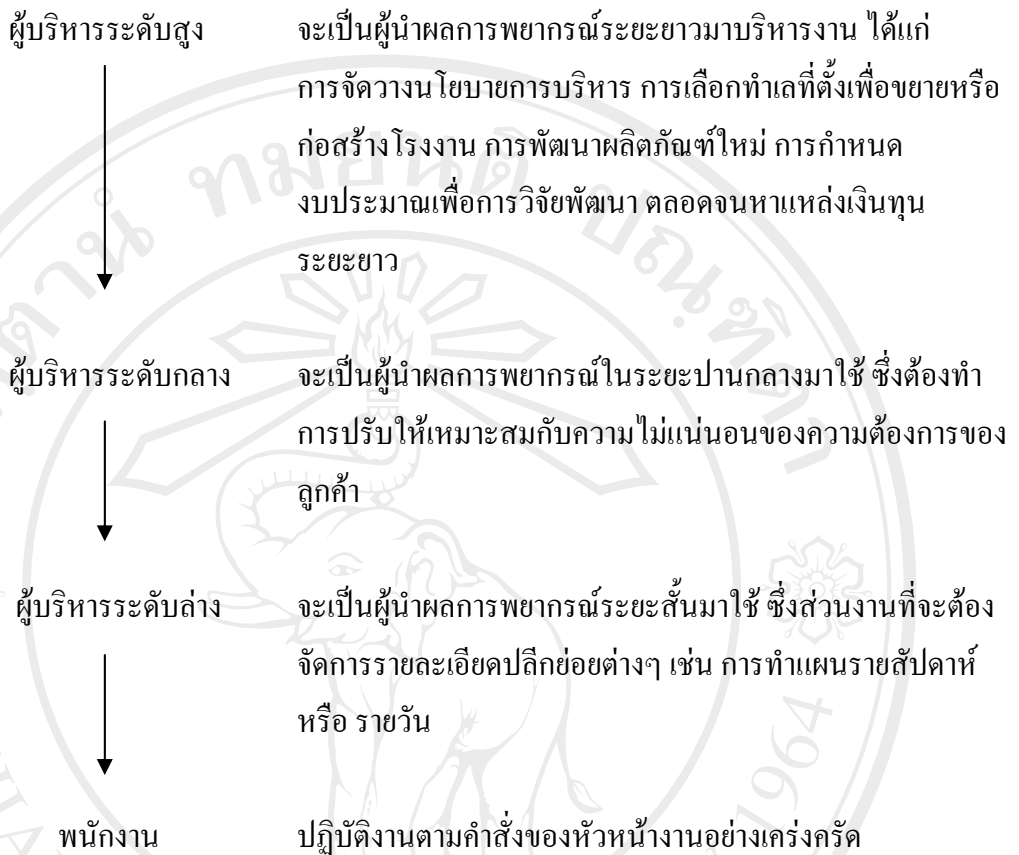 ผู้บริหารระดับสูง จะเป็นผู้นำผลการพยากรณ์ระยะยาวมาบริหารงาน ได้แก่
การจัดวางนโยบายการบริหาร การเลือกทำเลที่ตั้งเพื่อขยายหรือ
ก่อสร้างโรงงาน การพัฒนาผลิตภัณฑ์ใหม่ การกำหนด
งบประมาณเพื่อการวิจัยพัฒนา ตลอดจนหาแหล่งเงินทุน
ระยะยาว
ผู้บริหารระดับกลาง จะเป็นผู้นำผลการพยากรณ์ในระยะปานกลางมาใช้ ซึ่งต้องทำ
การปรับให้เหมาะสมกับความไม่แน่นอนของความต้องการของ
ลูกค้า
ผู้บริหารระดับล่าง จะเป็นผู้นำผลการพยากรณ์ระยะสั้นมาใช้ ซึ่งส่วนงานที่จะต้อง
จัดการรายละเอียดปลีกย่อยต่างๆ เช่น การทำแผนรายสัปดาห์
หรือ รายวัน
พนักงาน ปฏิบัติงานตามคำสั่งของหัวหน้างานอย่างเคร่งครัด
1964